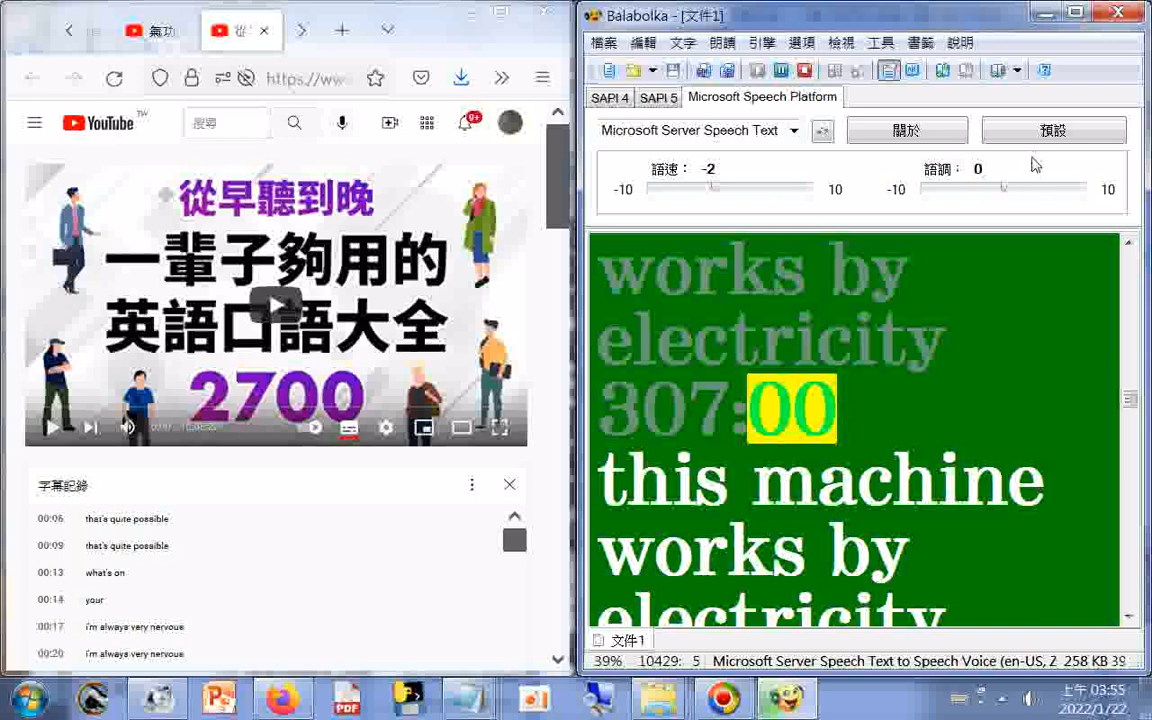 氣功
https://ww
YouTube TW
搜尋
9+
從早聽到晚
一輩子夠用的
英語口語大全
2700
字幕記錄
00:06 that's quite possible
00:09 that's quite possible
00:13 what's on
00:14 your
00:17 i'm always very nervous
00:20 i'm always very nervous
Balabolka - [文件1]
檔案 編輯 文字 朗讀 引擎 選項 檢視 工具 書籤 說明
SAPI 4 SAPI 5 Microsoft Speech Platform
Microsoft Server Speech Text 關於 預設
語速： -2 語調： 0
-10 10 -10 10
works by
electricity
307:00
this machine
works by
electricity
文件1
39% 10429: 5 Microsoft Server Speech Text to Speech Voice (en-US, Z 258 KB 39
PDF
上午 03:55
2022/1/22